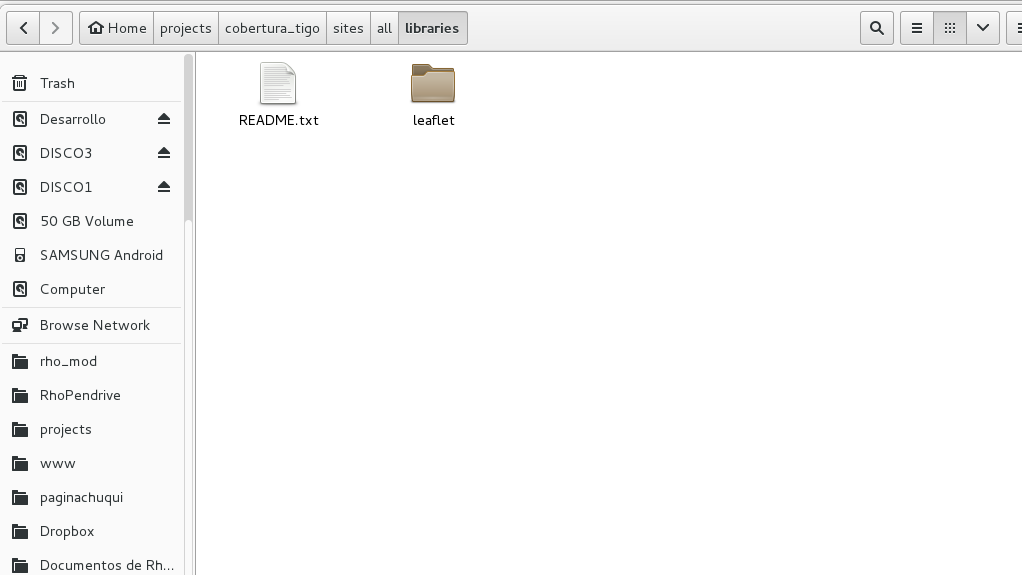 Home projects cobertura_tigo sites all libraries
Trash
Desarrollo
DISCO3
DISCO1
50 GB Volume
SAMSUNG Android
Computer
Browse Network
rho_mod
RhoPendrive
projects
www
paginachuqui
Dropbox
Documentos de Rh...
README.txt
leaflet